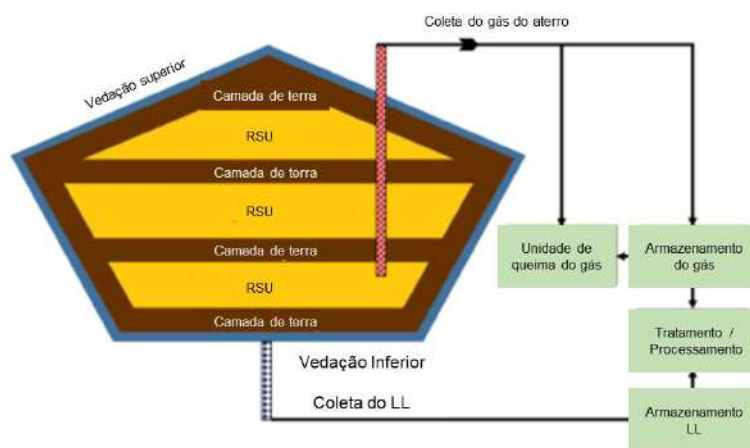 Coleta do gás do aterro
Vedação superior
Camada de terra
RSU
Camada de terra
RSU
Camada de terra
RSU
Camada de terra
Unidade de
queima do gás
Armazenamento
do gás
Tratamento /
Processamento
Vedação Inferior
Coleta do LL
Armazenamento
LL